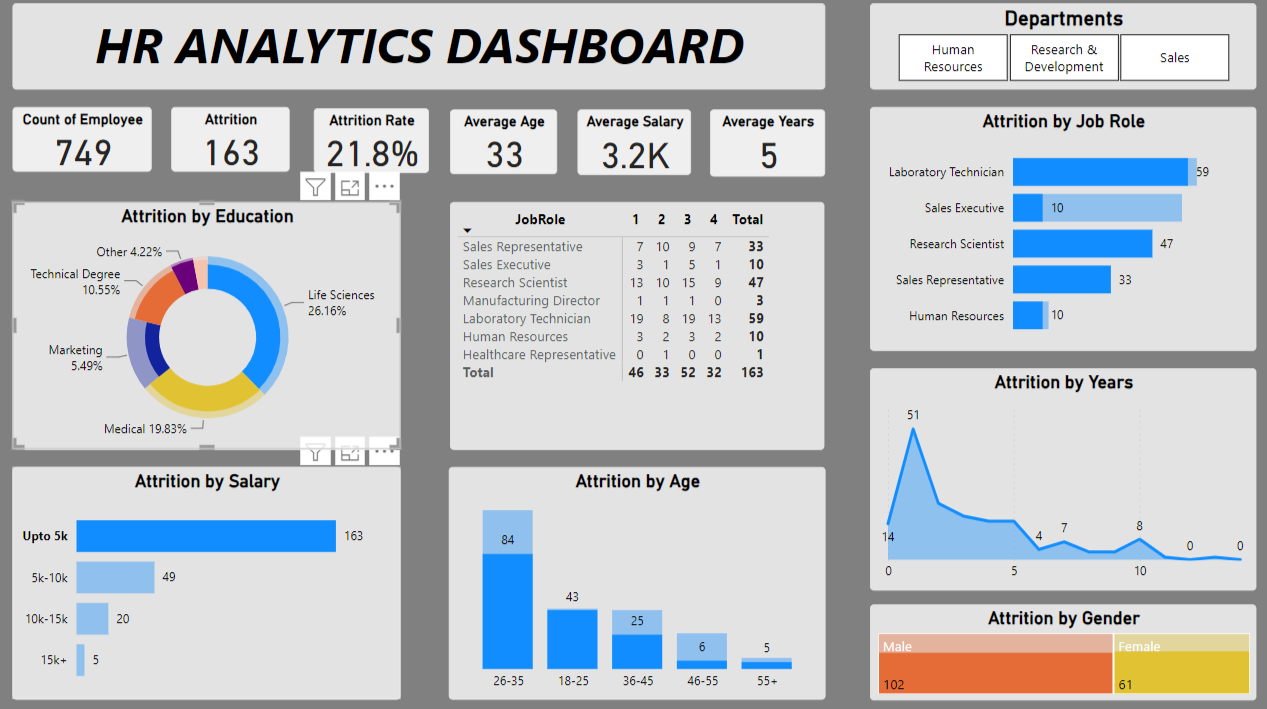 HR ANALYTICS DASHBOARD
Departments
Human
Resources
Research &
Development
Sales
Count of Employee
749
Attrition
163
Attrition Rate
21.8%
Average Age
33
Average Salary
3.2K
Average Years
5
Attrition by Education
Other 4.22%
Technical Degree
10.55%
Life Sciences
26.16%
Marketing
5.49%
Medical 19.83%
JobRole 1 2 3 4 Total
Sales Representative 7 10 9 7 33
Sales Executive 3 1 5 1 10
Research Scientist 13 10 15 9 47
Manufacturing Director 1 1 1 0 3
Laboratory Technician 19 8 19 13 59
Human Resources 3 2 3 2 10
Healthcare Representative 0 1 0 0 1
Total 46 33 52 32 163
Attrition by Job Role
Laboratory Technician 59
Sales Executive 10
Research Scientist 47
Sales Representative 33
Human Resources 10
Attrition by Salary
Upto 5k 163
5k-10k 49
10k-15k 20
15k+ 5
Attrition by Age
84
43
25
6
5
26-35 18-25 36-45 46-55 55+
Attrition by Years
51
14
4
7
8
0
0
0 5 10
Attrition by Gender
Male Female
102 61